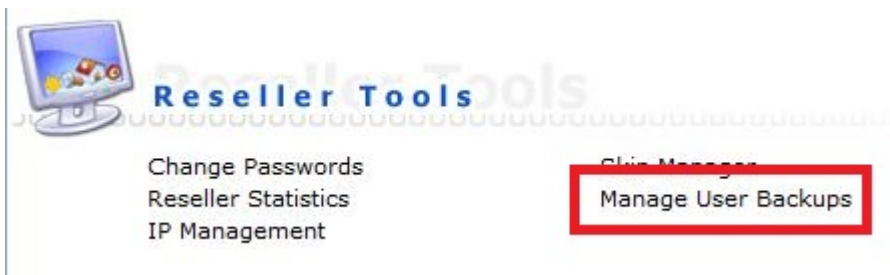 Reseller Tools
Change Passwords
Skin Manager
Reseller Statistics
Manage User Backups
IP Management